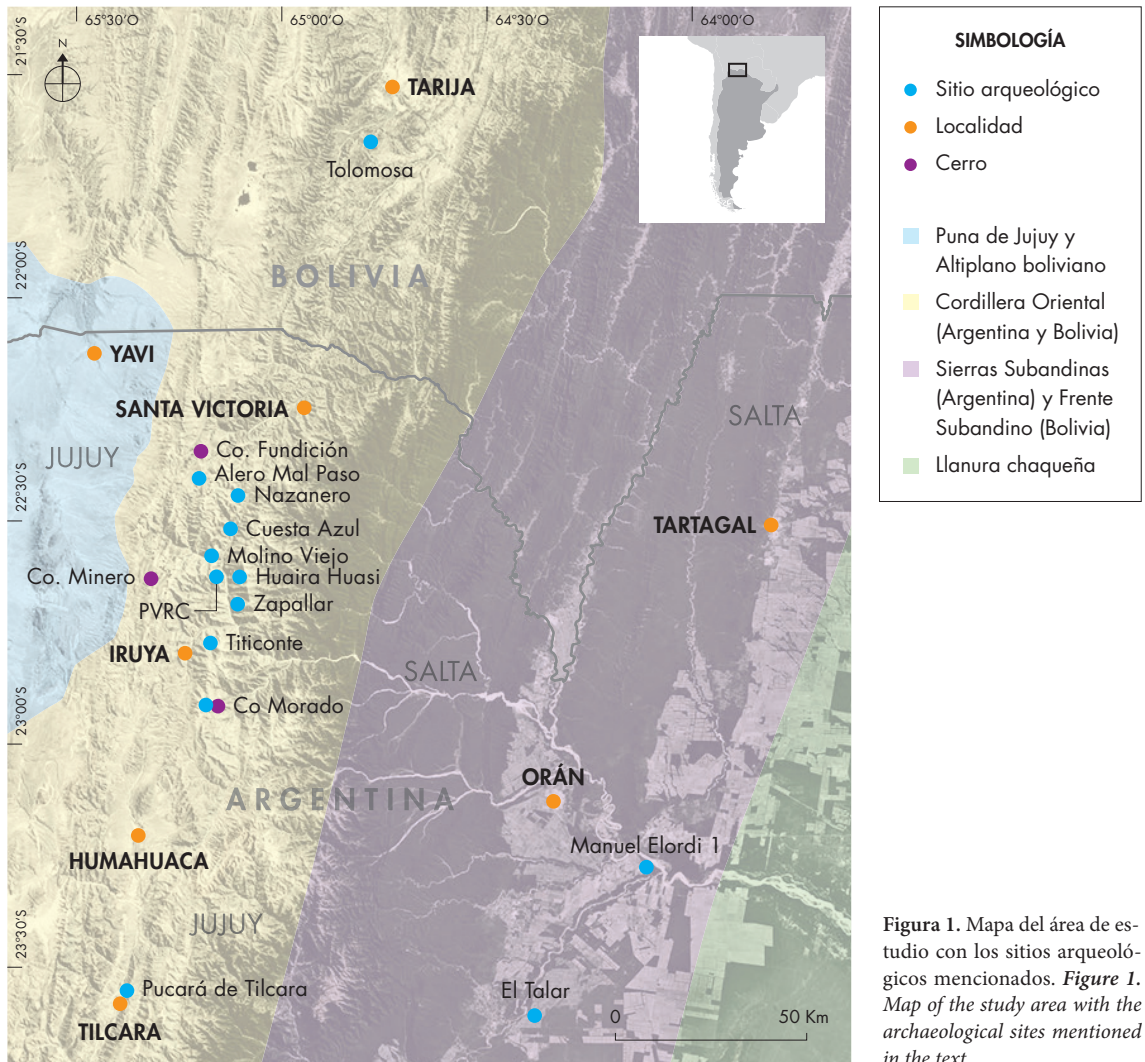 65°30'O
65°00'O
64°30'O
64°00'O
21°30'S
22°00'S
22°30'S
23°00'S
23°30'S
N
TARIJA
Tolomosa
BOLIVIA
YAVI
SANTA VICTORIA
JUJUY
Co. Fundición
Alero Mal Paso
Nazanero
Cuesta Azul
Molino Viejo
Co. Minero
Huaira Huasi
PVRC
Zapallar
Titiconte
IRUYA
Co Morado
SALTA
TARTAGAL
SALTA
ORÁN
ARGENTINA
Manuel Elordi 1
HUMAHUACA
JUJUY
Pucará de Tilcara
TILCARA
El Talar
0 50 Km
SIMBOLOGÍA
Sitio arqueológico
Localidad
Cerro
Puna de Jujuy y
Altiplano boliviano
Cordillera Oriental
(Argentina y Bolivia)
Sierras Subandinas
(Argentina) y Frente
Subandino (Bolivia)
Llanura chaqueña
Figura 1. Mapa del área de es-
tudio con los sitios arqueoló-
gicos mencionados. Figure 1.
Map of the study area with the
archaeological sites mentioned
in the text